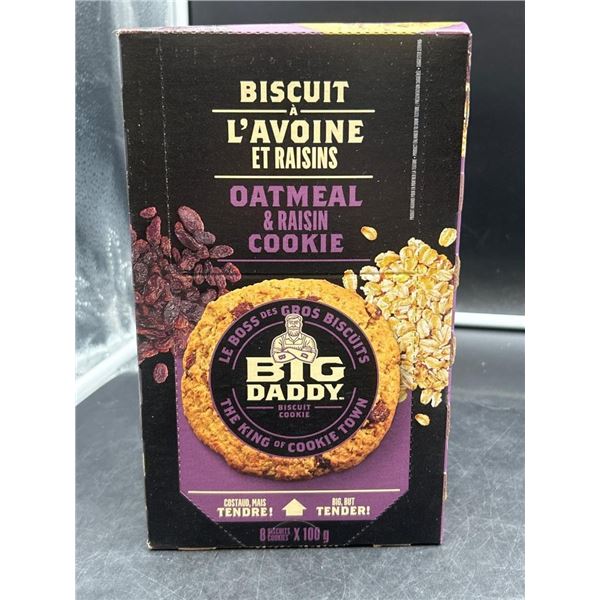 BISCUIT
À
L'AVOINE
ET RAISINS
OATMEAL
& RAISIN
COOKIE
LE BOSS DES GROS BISCUITS
BIG
DADDY
BISCUIT
COOKIE
THE KING OF COOKIE TOWN
COSTAUD, MAIS
TENDRE!
BIG, BUT
TENDER!
8 BISCUITS
COOKIES X 100 g